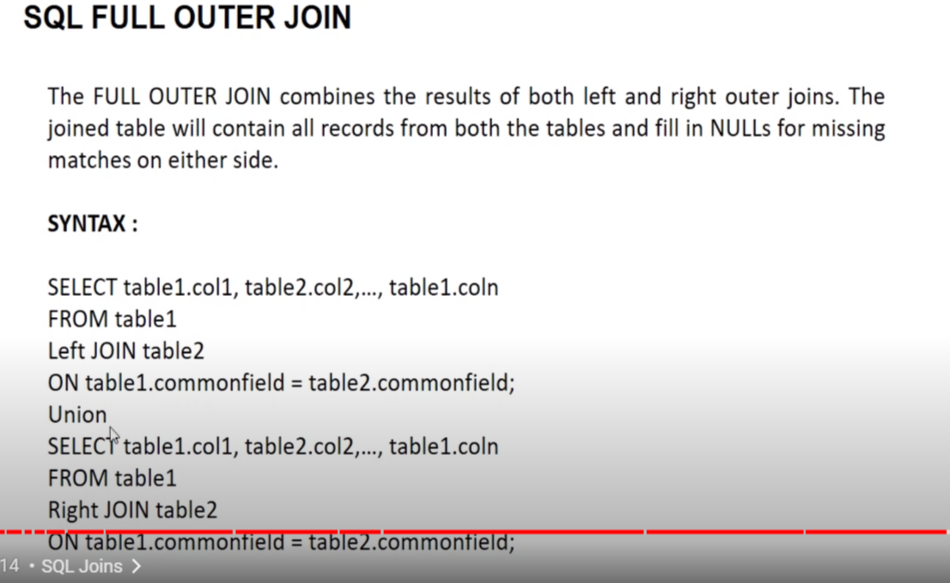 SQL FULL OUTER JOIN
The FULL OUTER JOIN combines the results of both left and right outer joins. The
joined table will contain all records from both the tables and fill in NULLs for missing
matches on either side.
SYNTAX :
SELECT table1.col1, table2.col2,..., table1.coln
FROM table1
Left JOIN table2
ON table1.commonfield = table2.commonfield;
Union
SELECT table1.col1, table2.col2,..., table1.coln
FROM table1
Right JOIN table2
ON table1.commonfield = table2.commonfield;
14 • SQL Joins >